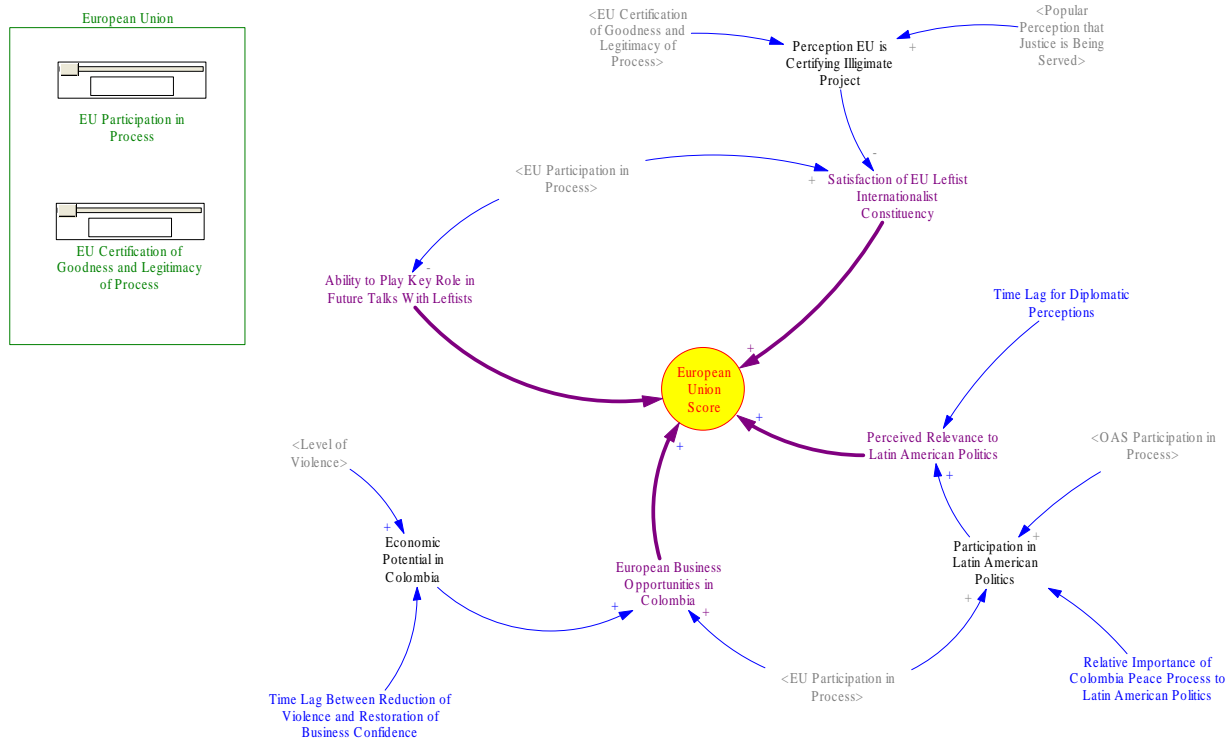 European Union
EU Participation in
Process
EU Certification of
Goodness and Legitimacy
of Process
<EU Certification
of Goodness and
Legitimacy of
Process>
+
Perception EU is
Certifying Illigimate
Project
<Popular
Perception that
Justice is Being
Served>
<EU Participation in
Process>
-
+
Satisfaction of EU Leftist
Internationalist
Constituency
-
Ability to Play Key Role in
Future Talks With Leftists
Time Lag for Diplomatic
Perceptions
+
European
Union
Score
+
+
Perceived Relevance to
Latin American Politics
+
<OAS Participation in
Process>
<Level of
Violence>
+
Economic
Potential in
Colombia
+
Participation in
Latin American
Politics
+
European Business
Opportunities in
Colombia
+
+
+
<EU Participation in
Process>
Relative Importance of
Colombia Peace Process to
Latin American Politics
Time Lag Between Reduction of
Violence and Restoration of
Business Confidence